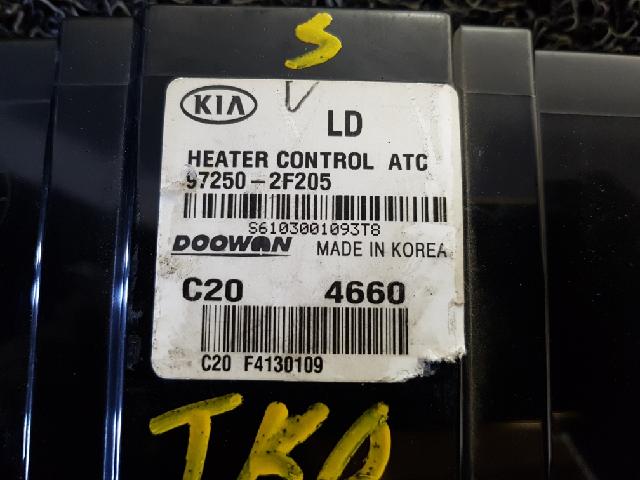 S
KIA
LD
HEATER CONTROL ATC
97250-2F205
S6103001093T8
DOOWON MADE IN KOREA
C20 4660
C20 F4130109